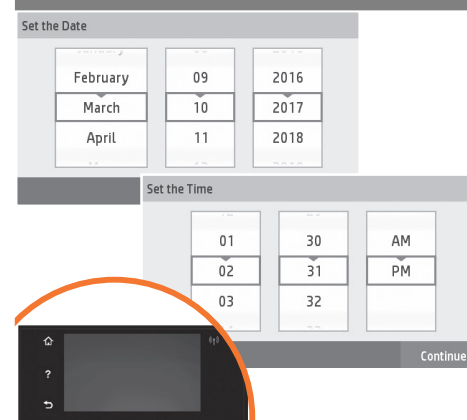 Set the Date
February 09 2016
March 10 2017
April 11 2018
Set the Time
01 30 AM
02 31 PM
03 32
Continue
?